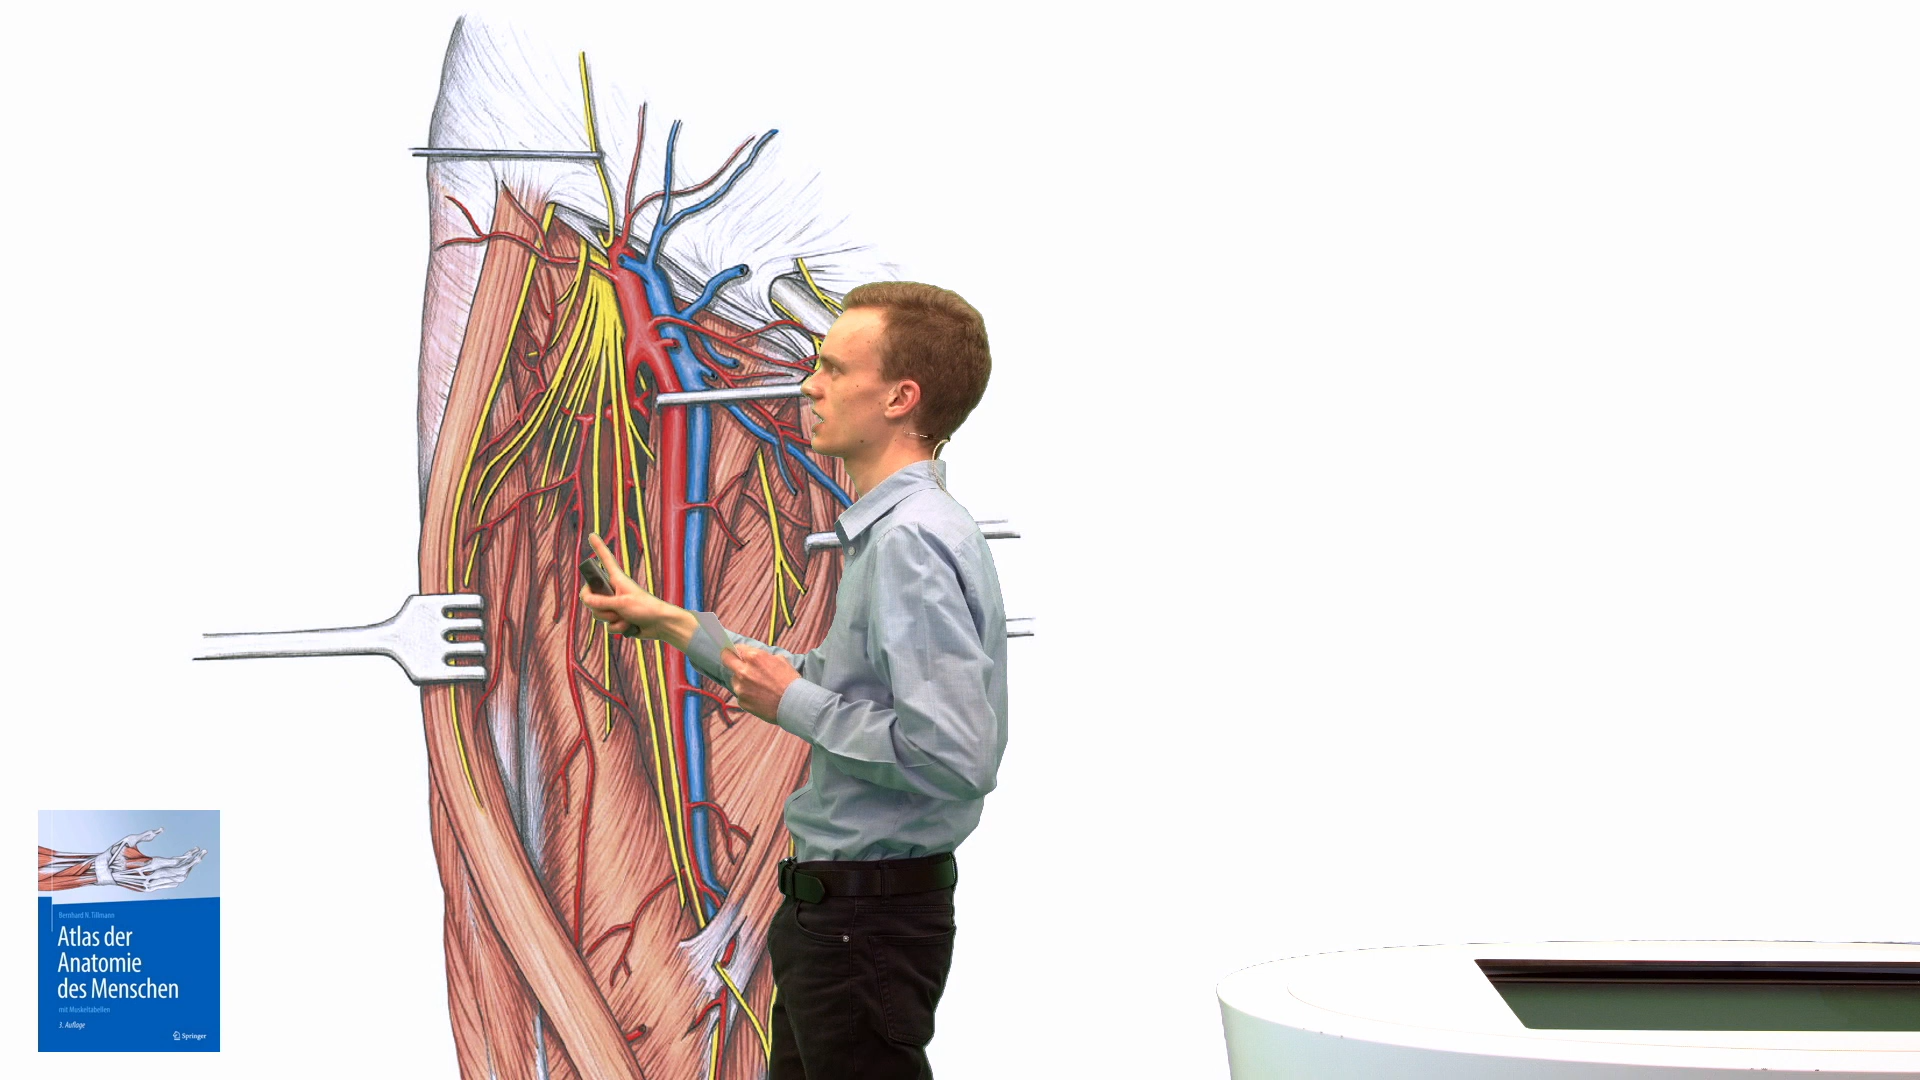 Bernhard N. Tillmann
Atlas der
Anatomie
des Menschen
mit Muskeltabellen
3. Auflage
Springer